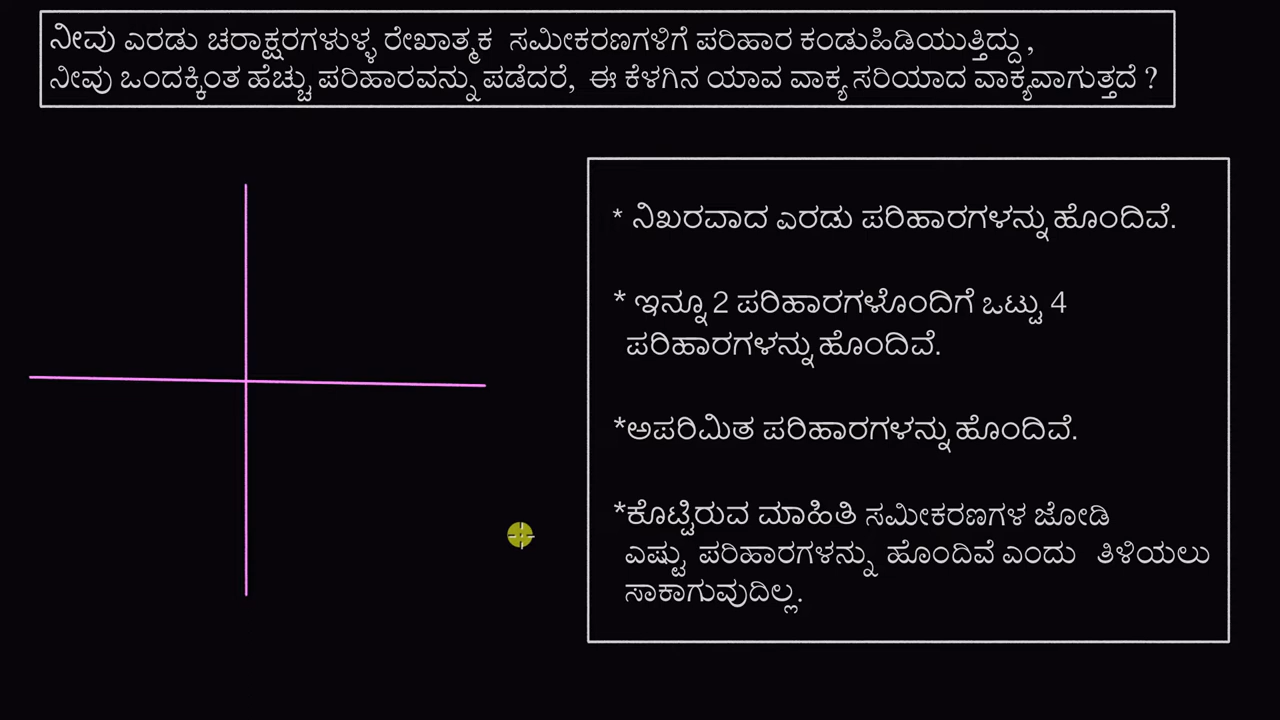 ನೀವು ಎರಡು ಚರಾಕ್ಷರಗಳುಳ್ಳ ರೇಖಾತ್ಮಕ ಸಮೀಕರಣಗಳಿಗೆ ಪರಿಹಾರ ಕಂಡುಹಿಡಿಯುತ್ತಿದ್ದು ,
ನೀವು ಒಂದಕ್ಕಿಂತ ಹೆಚ್ಚು ಪರಿಹಾರವನ್ನು ಪಡೆದರೆ, ಈ ಕೆಳಗಿನ ಯಾವ ವಾಕ್ಯ ಸರಿಯಾದ ವಾಕ್ಯವಾಗುತ್ತದೆ ?
* ನಿಖರವಾದ ಎರಡು ಪರಿಹಾರಗಳನ್ನು ಹೊಂದಿವೆ.
* ಇನ್ನೂ 2 ಪರಿಹಾರಗಳೊಂದಿಗೆ ಒಟ್ಟು 4
ಪರಿಹಾರಗಳನ್ನು ಹೊಂದಿವೆ.
*ಅಪರಿಮಿತ ಪರಿಹಾರಗಳನ್ನು ಹೊಂದಿವೆ.
*ಕೊಟ್ಟಿರುವ ಮಾಹಿತಿ ಸಮೀಕರಣಗಳ ಜೋಡಿ
ಎಷ್ಟು ಪರಿಹಾರಗಳನ್ನು ಹೊಂದಿವೆ ಎಂದು ತಿಳಿಯಲು
ಸಾಕಾಗುವುದಿಲ್ಲ.